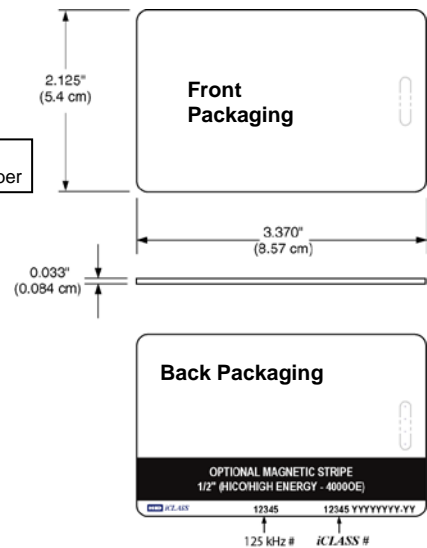 2.125"
(5.4 cm)
Front
Packaging
3.370"
(8.57 cm)
0.033"
(0.084 cm)
Back Packaging
OPTIONAL MAGNETIC STRIPE
1/2" (HICO/HIGH ENERGY - 4000OE)
iCLASS 12345 12345 YYYYYYYY-YY
125 kHz # iCLASS #